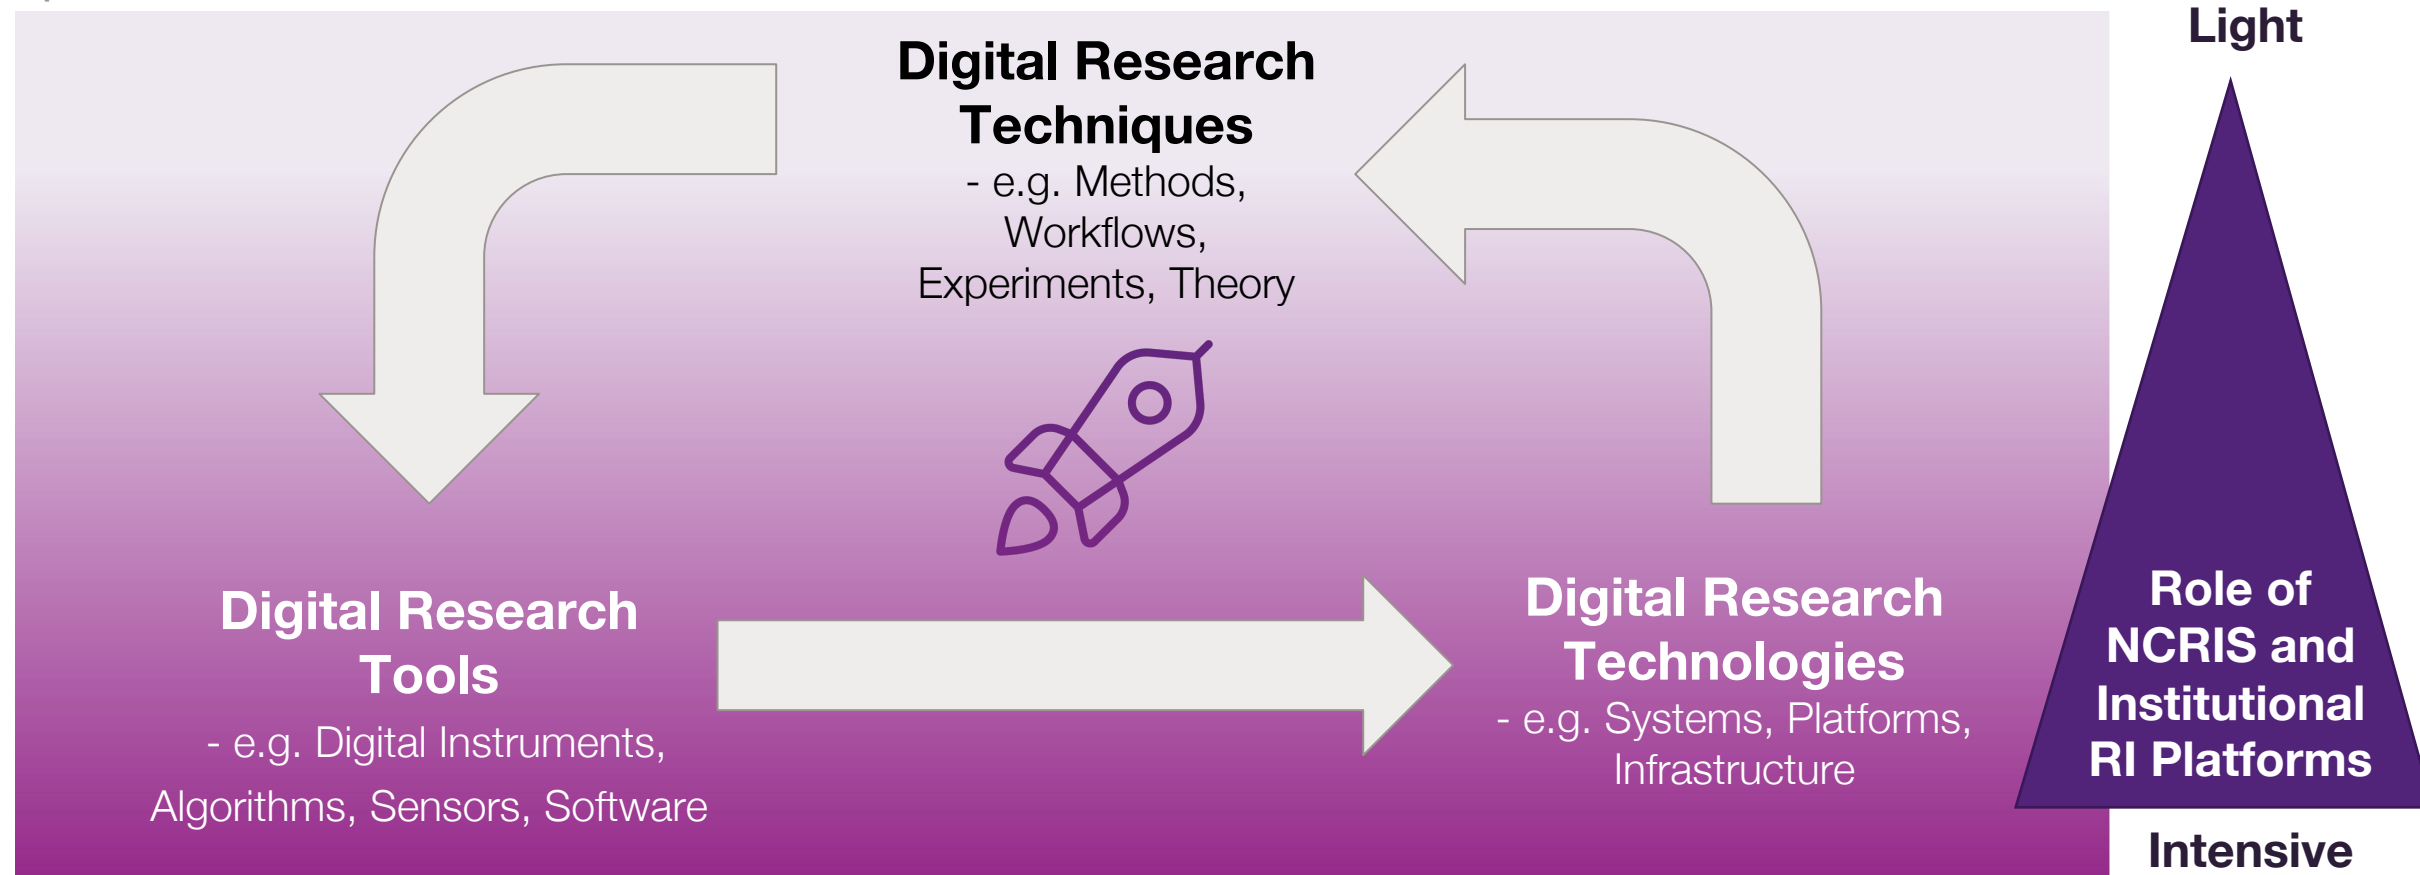 Light
Digital Research
Techniques
- e.g. Methods,
Workflows,
Experiments, Theory
Digital Research
Tools
- e.g. Digital Instruments,
Algorithms, Sensors, Software
Digital Research
Technologies
- e.g. Systems, Platforms,
Infrastructure
Role of
NCRIS and
Institutional
RI Platforms
Intensive